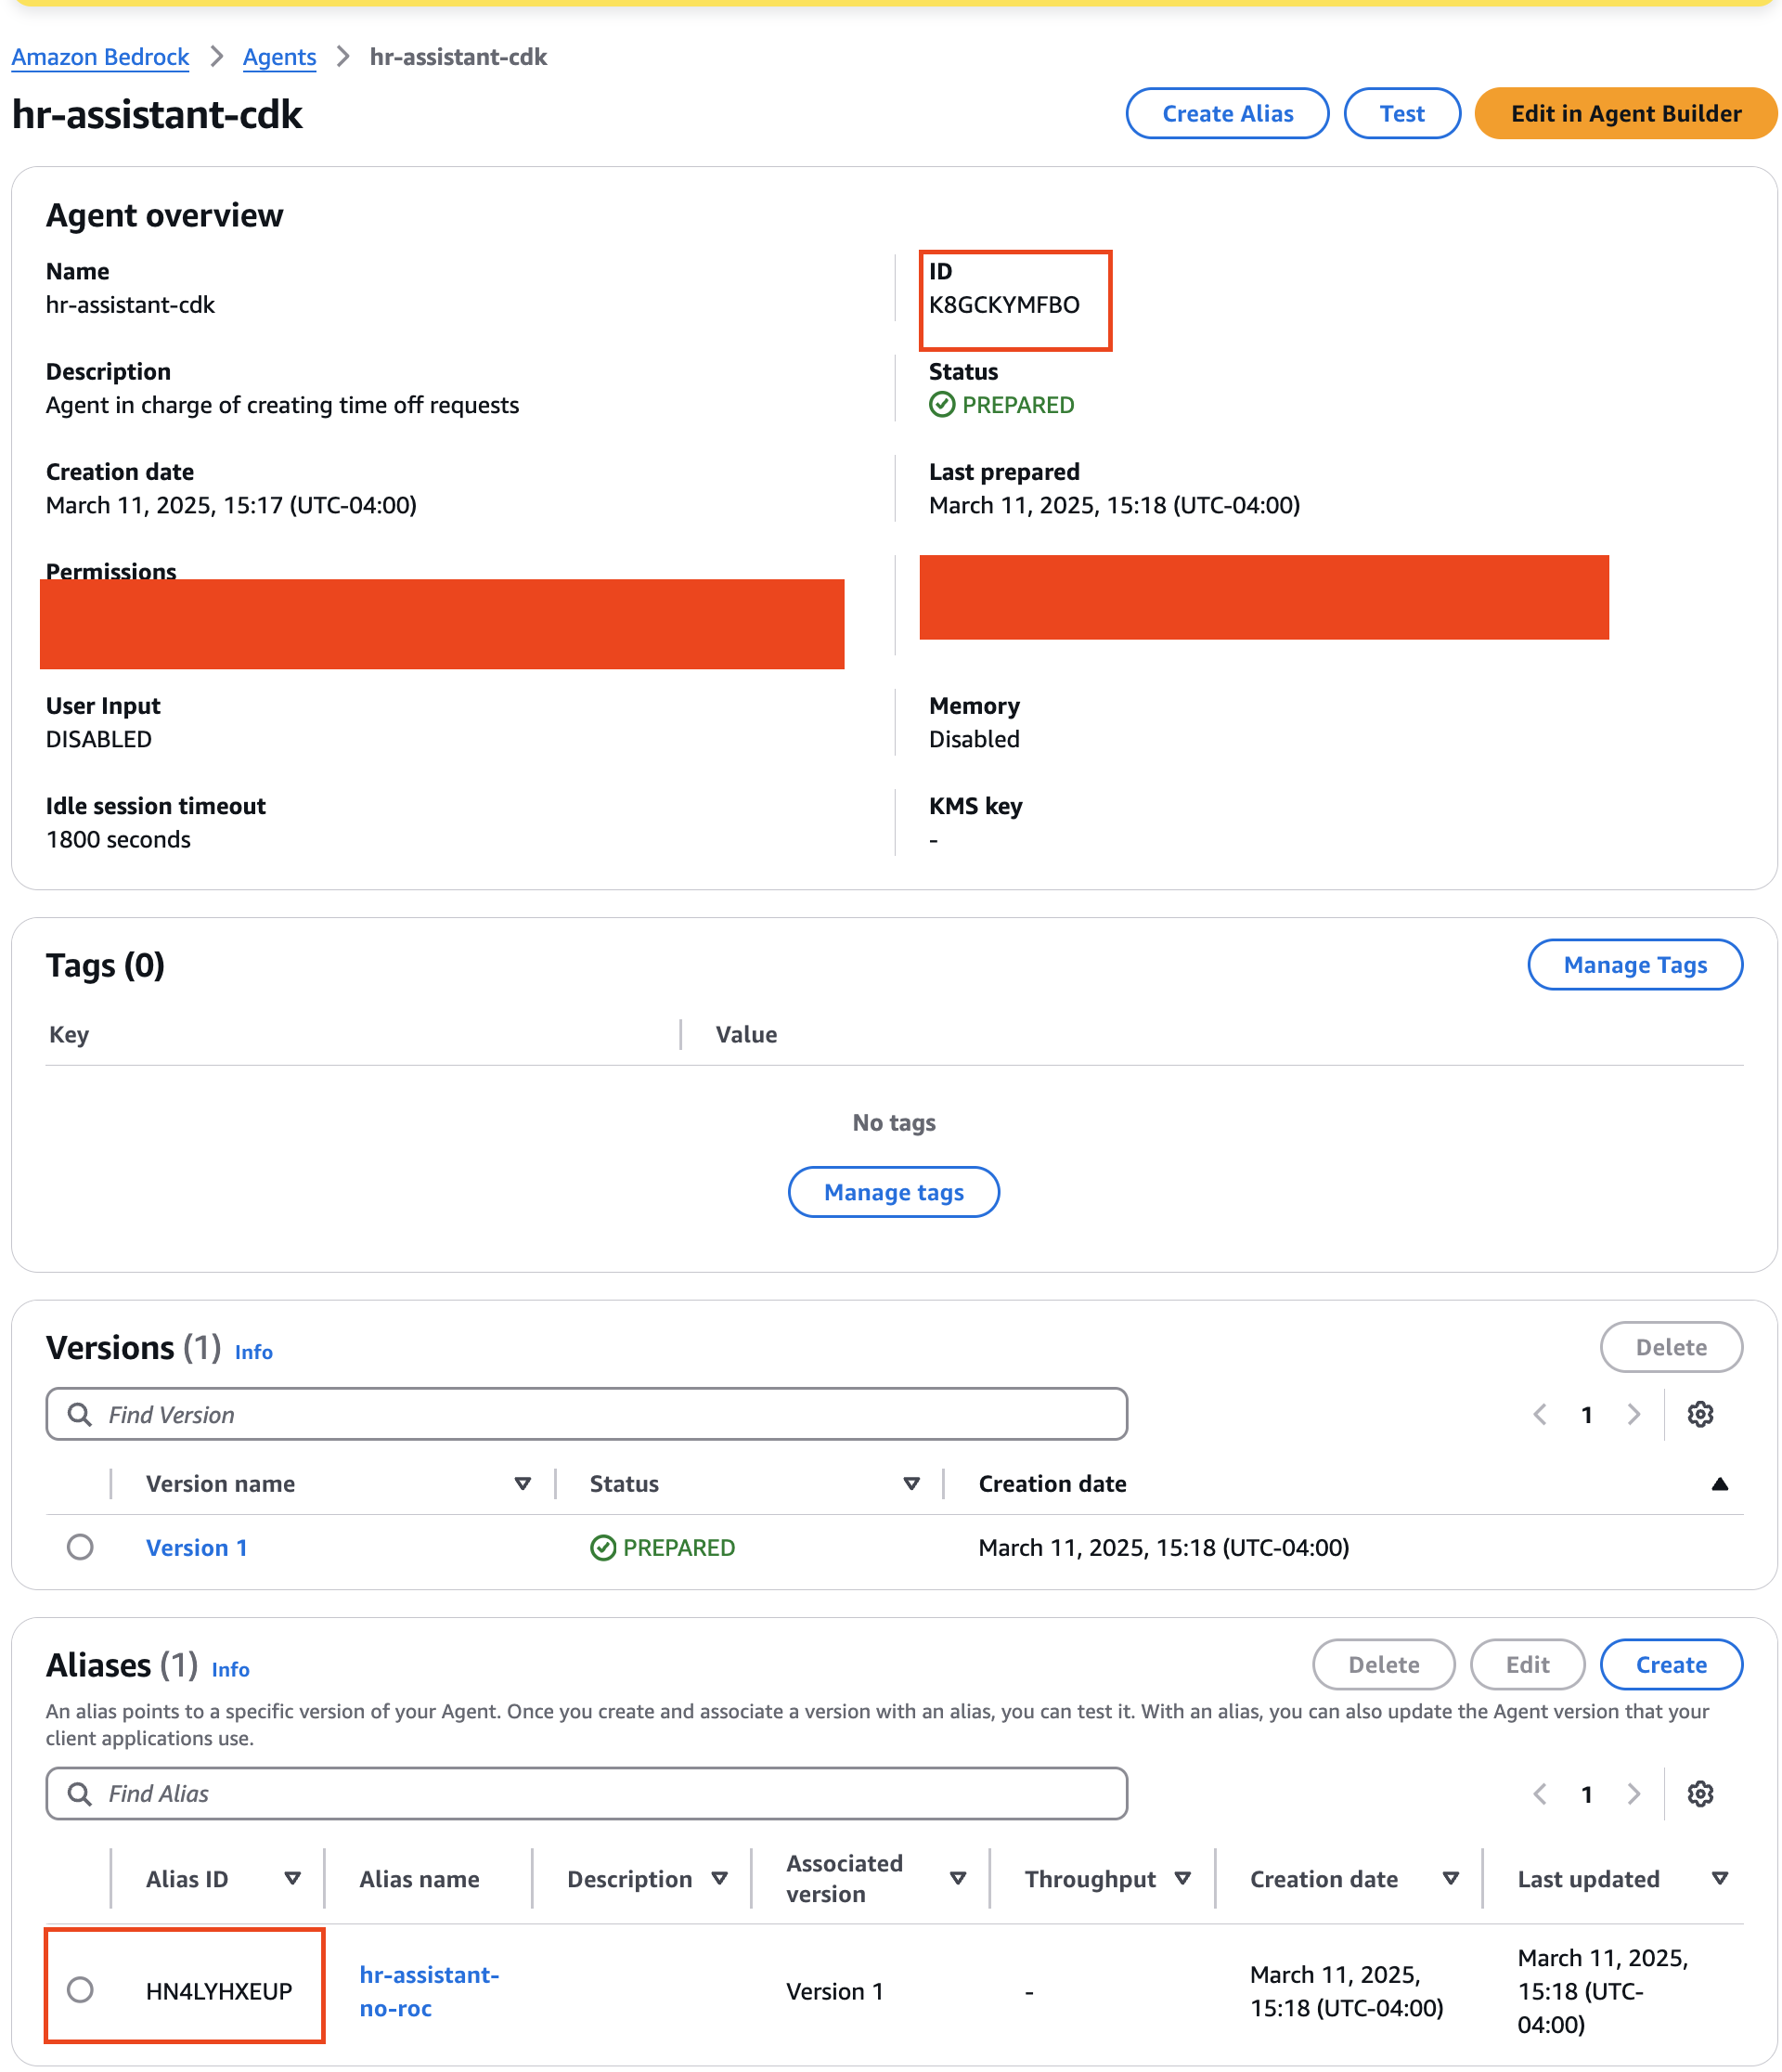 Amazon Bedrock > Agents > hr-assistant-cdk
hr-assistant-cdk
Create Alias
Test
Edit in Agent Builder
Agent overview
Name
hr-assistant-cdk
ID
K8GCKYMFBO
Description
Agent in charge of creating time off requests
Status
PREPARED
Creation date
March 11, 2025, 15:17 (UTC-04:00)
Last prepared
March 11, 2025, 15:18 (UTC-04:00)
Permissions
User Input
DISABLED
Memory
Disabled
Idle session timeout
1800 seconds
KMS key
-
Tags (0)
Manage Tags
Key
Value
No tags
Manage tags
Versions (1) Info
Delete
Find Version
1
Version name
Status
Creation date
Version 1
PREPARED
March 11, 2025, 15:18 (UTC-04:00)
Aliases (1) Info
Delete
Edit
Create
An alias points to a specific version of your Agent. Once you create and associate a version with an alias, you can test it. With an alias, you can also update the Agent version that your
client applications use.
Find Alias
1
Alias ID
Alias name
Description
Associated
version
Throughput
Creation date
Last updated
HN4LYHXEUP
hr-assistant-
no-roc
Version 1
-
March 11, 2025,
15:18 (UTC-04:00)
March 11, 2025,
15:18 (UTC-
04:00)